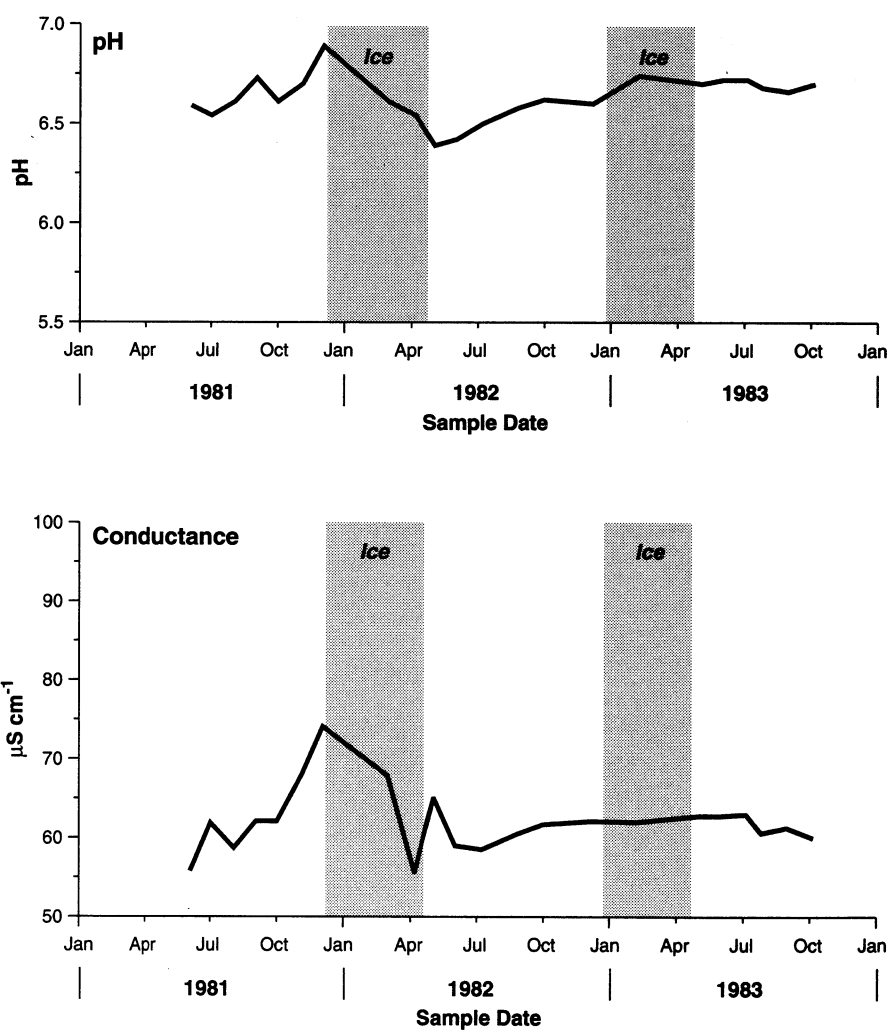 7.0
pH
Ice
Ice
6.5
pH
6.0
5.5
Jan Apr Jul Oct Jan Apr Jul Oct Jan Apr Jul Oct Jan
1981 1982 1983
Sample Date
100
Conductance
Ice
Ice
90
80
µS cm⁻¹
70
60
50
Jan Apr Jul Oct Jan Apr Jul Oct Jan Apr Jul Oct Jan
1981 1982 1983
Sample Date